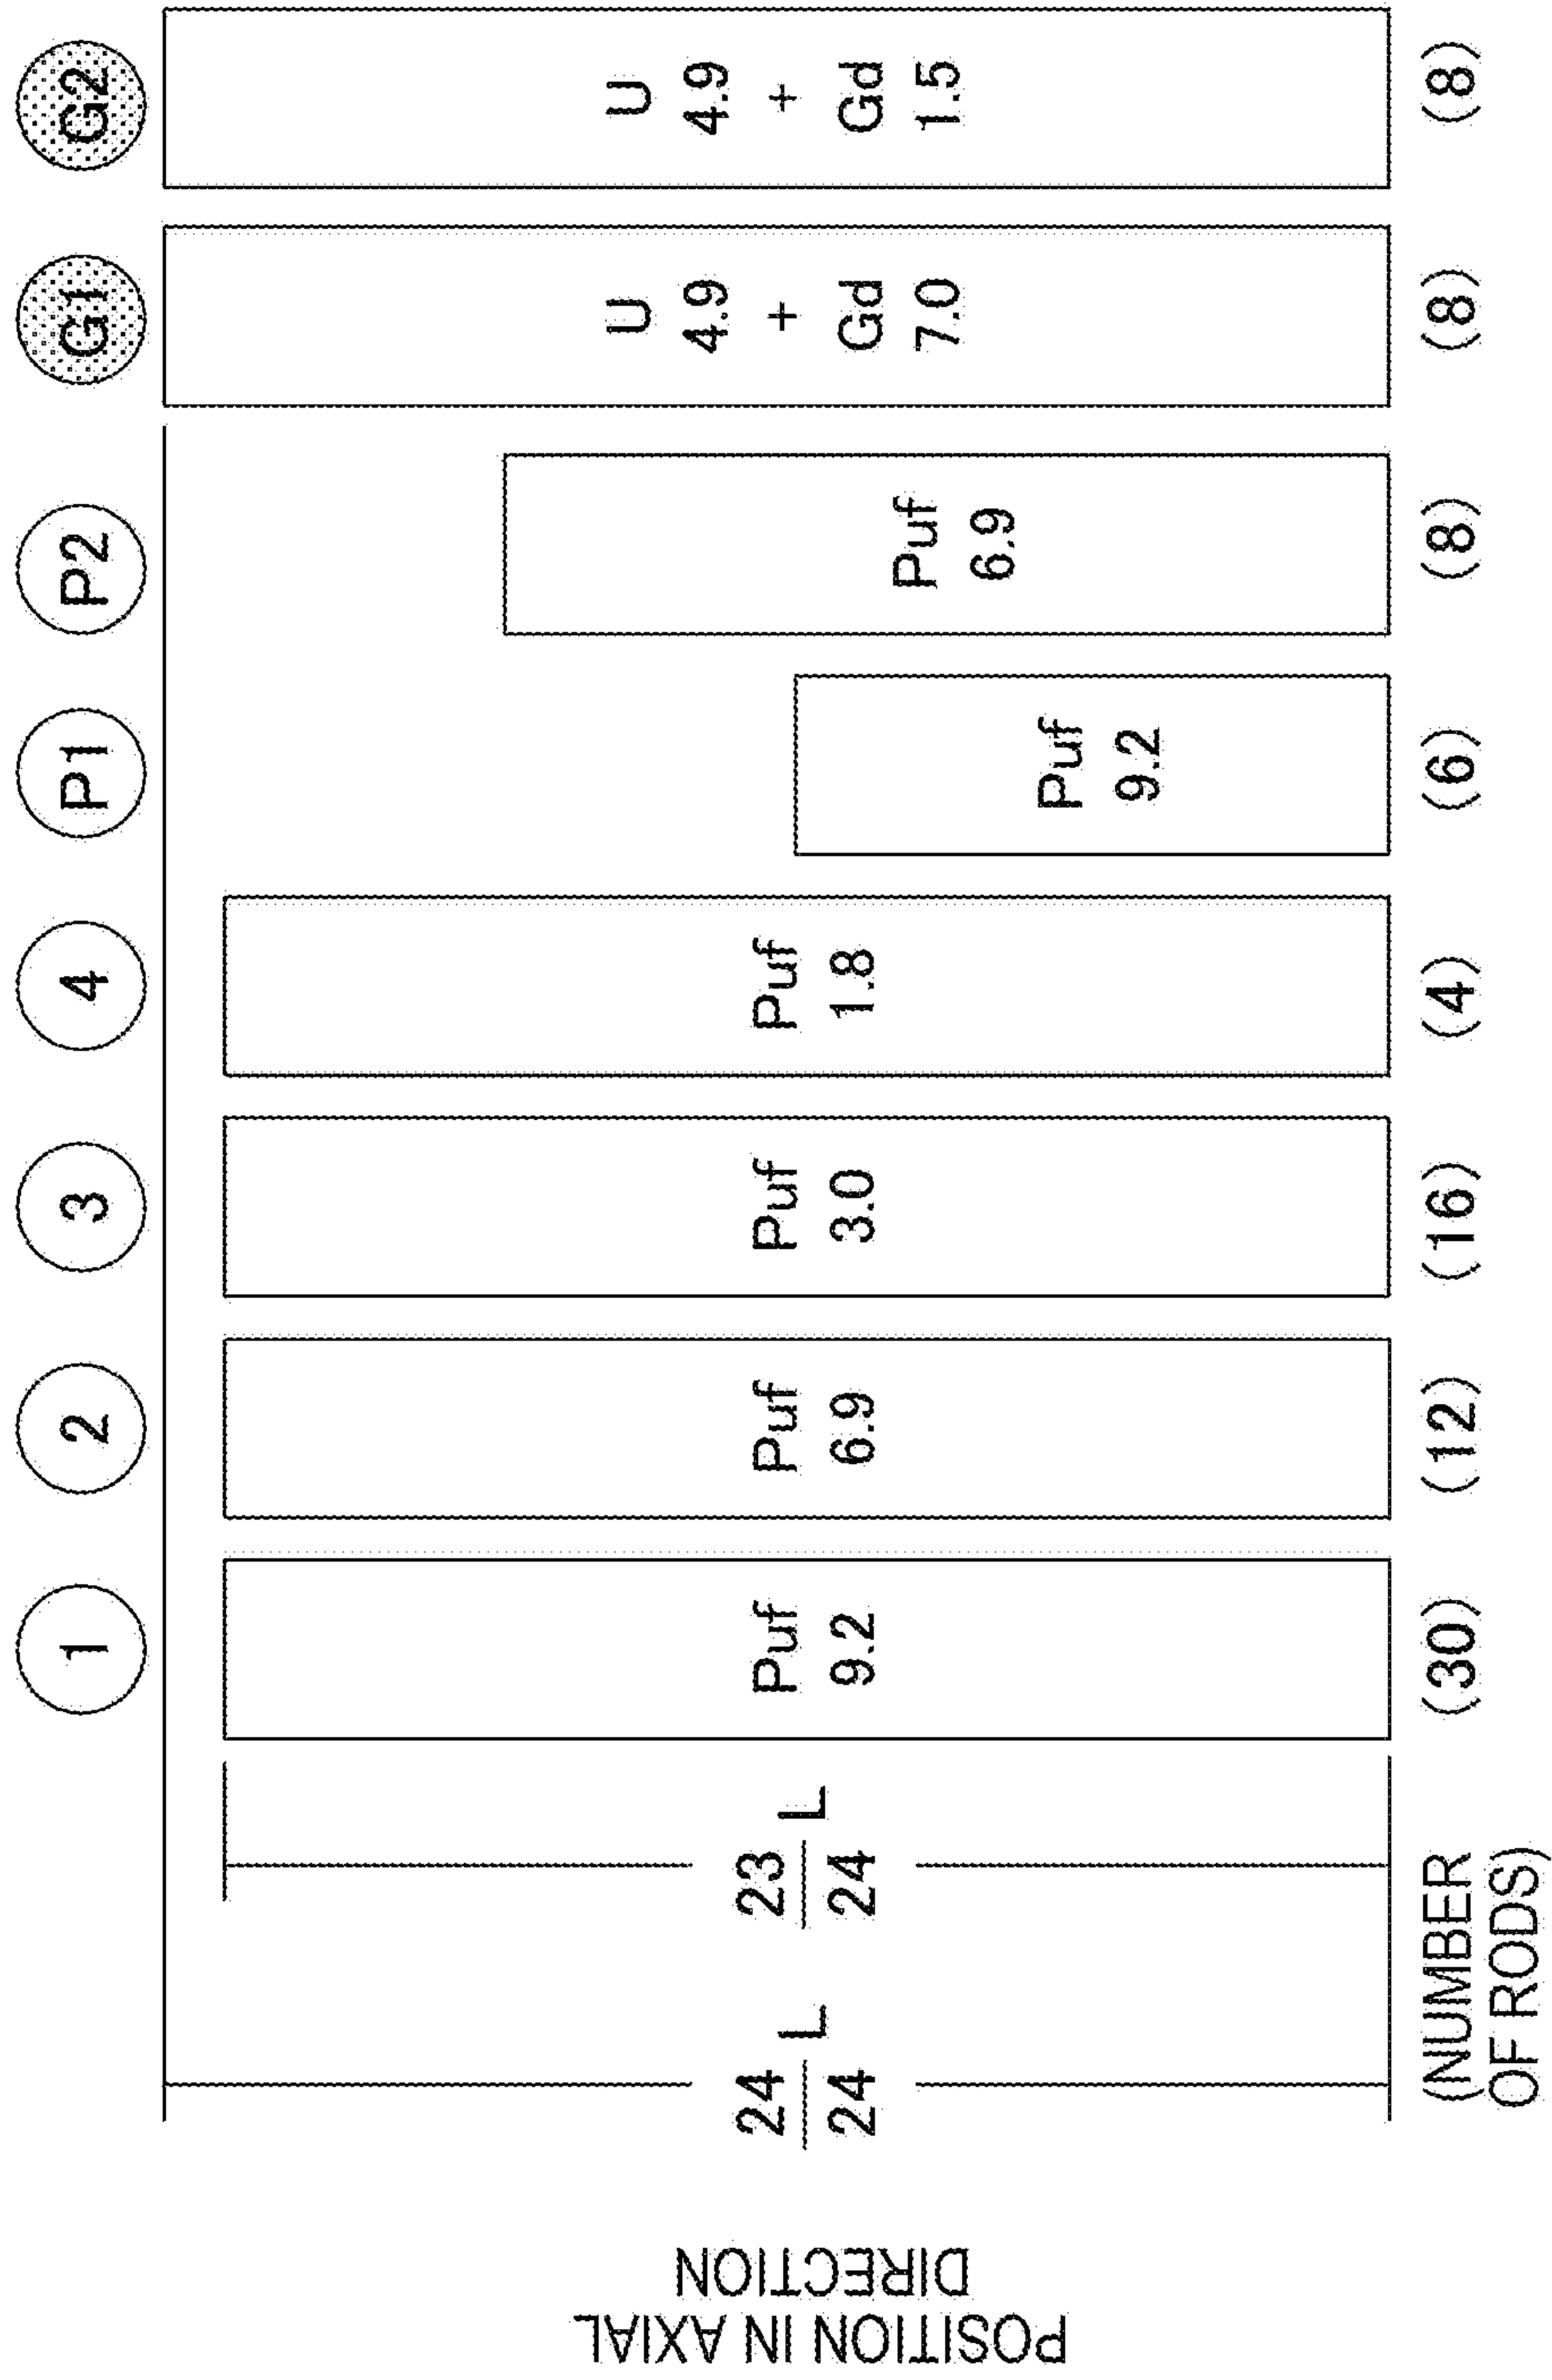 1
2
3
4
P1
P2
G1
G2
POSITION IN AXIAL
DIRECTION
24
24
L
23
24
L
Puf
9.2
Puf
6.9
Puf
3.0
Puf
1.8
Puf
9.2
Puf
6.9
U
4.9
+
Gd
7.0
U
4.9
+
Gd
1.5
(NUMBER
OF RODS)
(30)
(12)
(16)
(4)
(6)
(8)
(8)
(8)